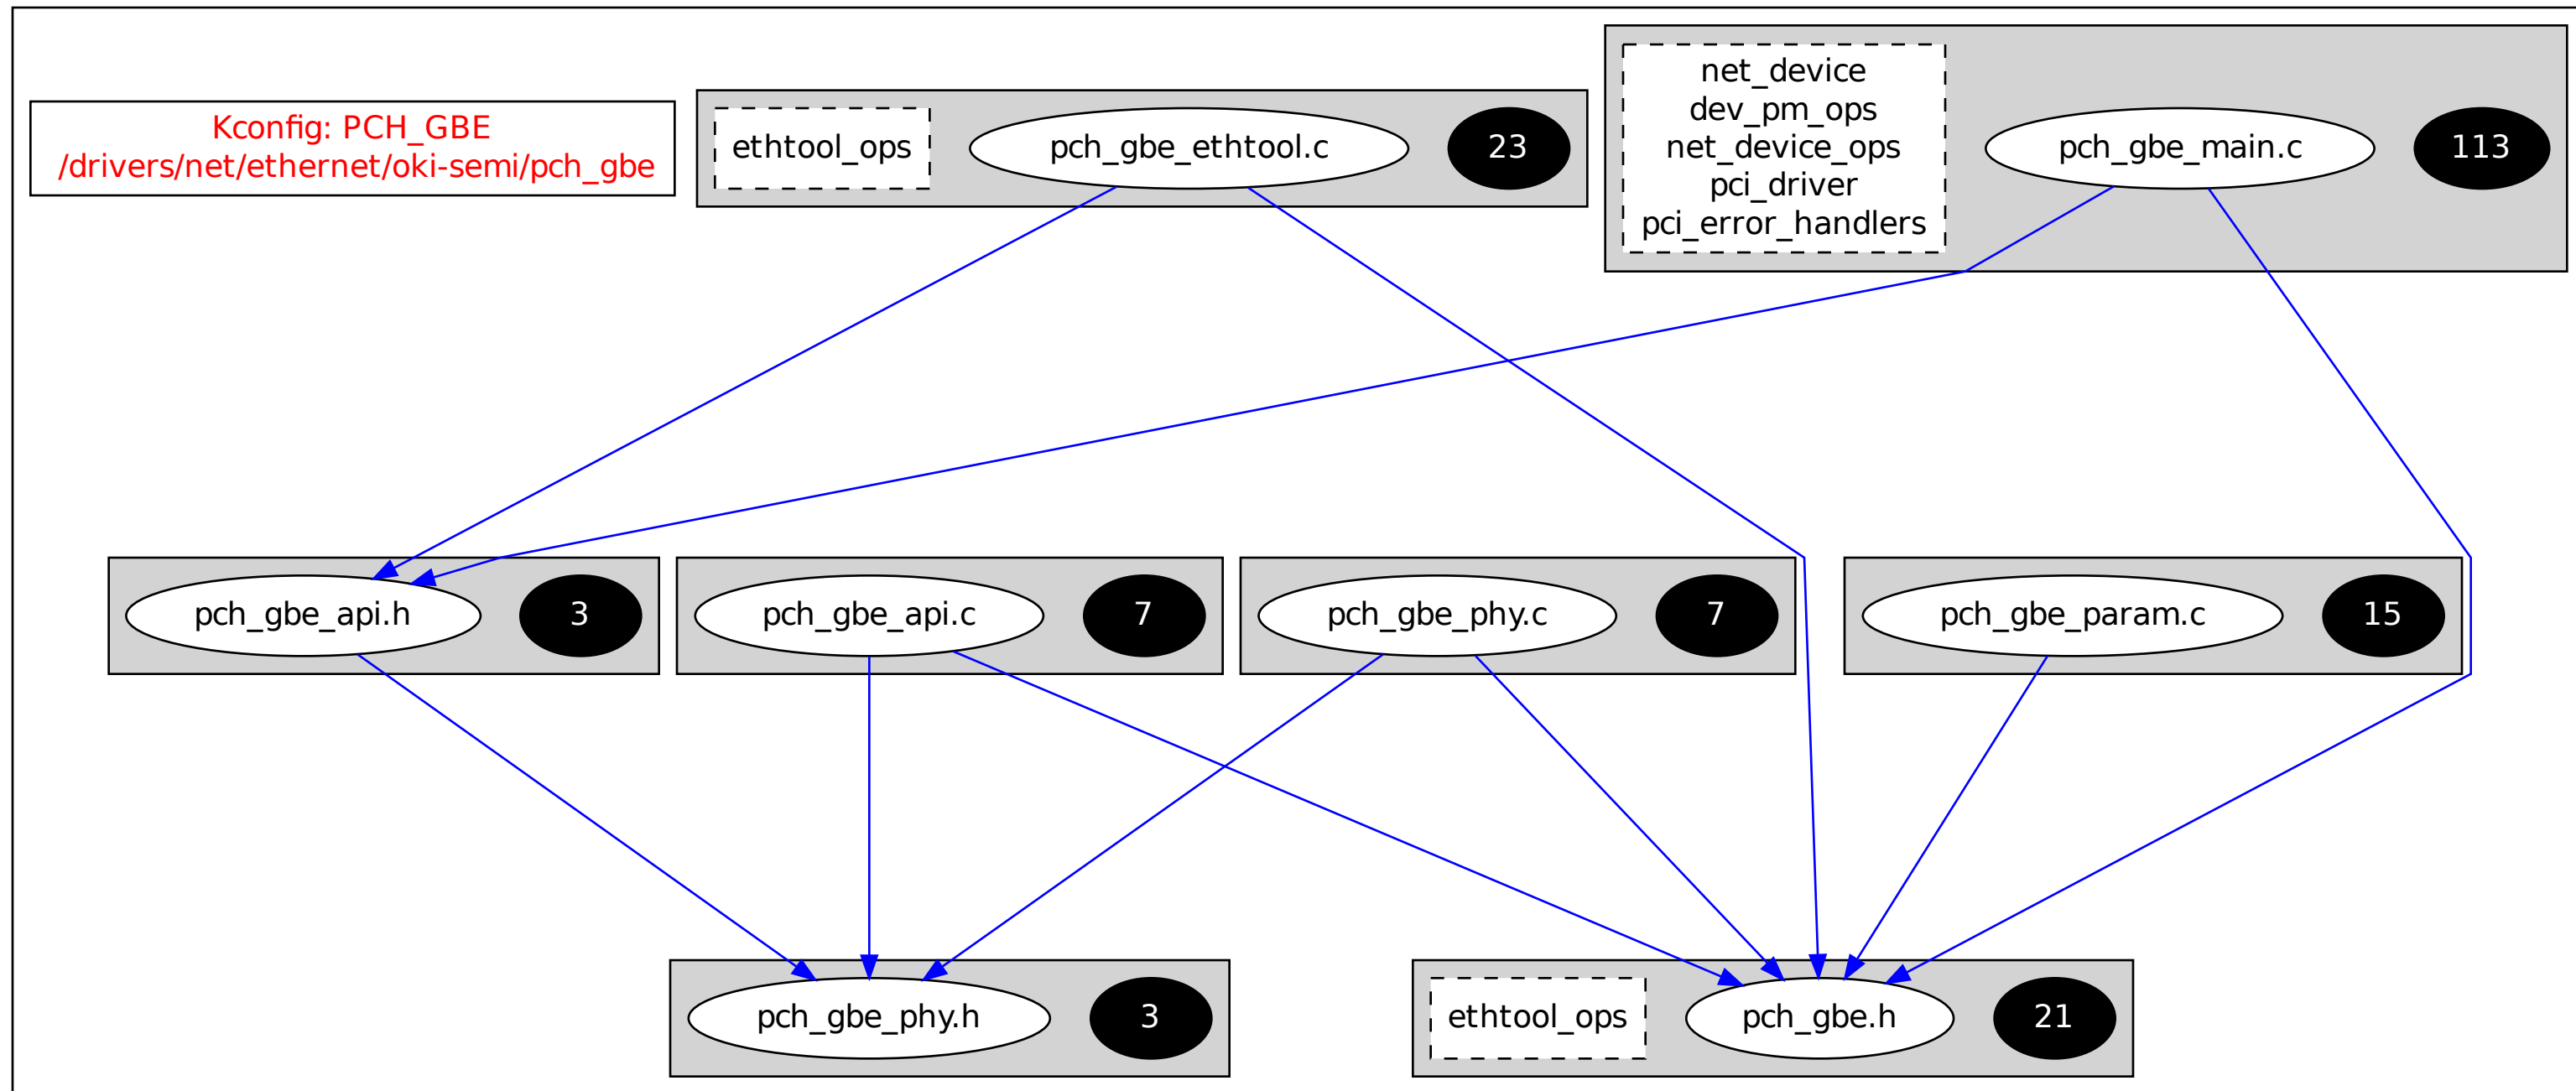 Kconfig: PCH_GBE
/drivers/net/ethernet/oki-semi/pch_gbe
ethtool_ops
pch_gbe_ethtool.c
23
net_device
dev_pm_ops
net_device_ops
pci_driver
pci_error_handlers
pch_gbe_main.c
113
pch_gbe_api.h
3
pch_gbe_api.c
7
pch_gbe_phy.c
7
pch_gbe_param.c
15
pch_gbe_phy.h
3
ethtool_ops
pch_gbe.h
21